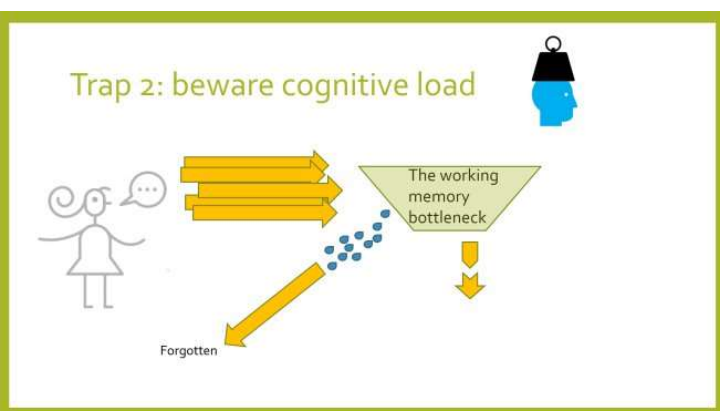 Trap 2: beware cognitive load
The working
memory
bottleneck
Forgotten